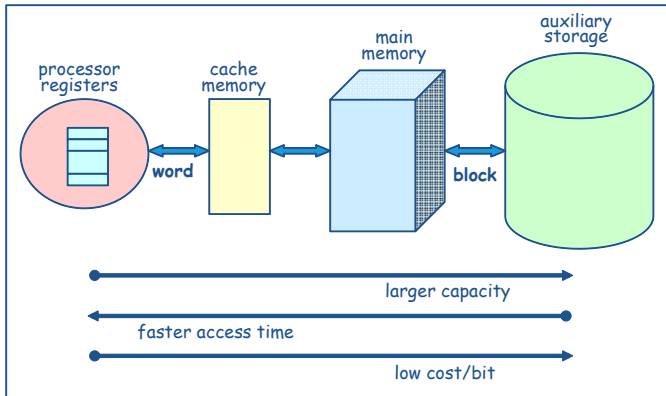 processor
registers
cache
memory
main
memory
auxiliary
storage
word
block
larger capacity
faster access time
low cost/bit